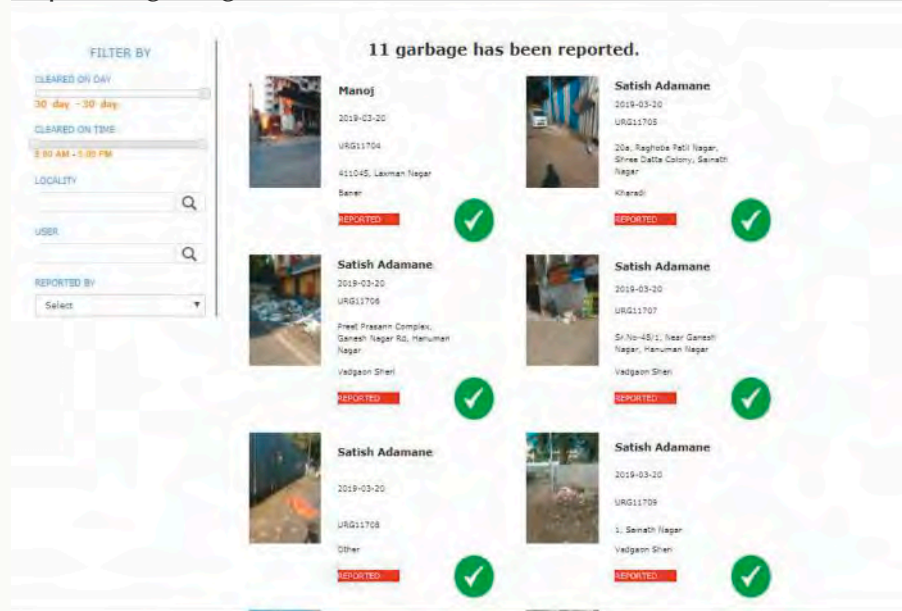 FILTER BY
CLEARED ON DAY
30 day - 30 day
CLEARED ON TIME
LOCALITY
USER
REPORTED BY
Select
11 garbage has been reported.
Manoj
2019-03-20
URG11704
411045, Laxman Nagar
Baner
REPORTED
Satish Adamane
2019-03-20
URG11705
20a, Raghoba Patil Nagar,
Shree Datta Colony, Sainath
Nagar
Kharadi
REPORTED
Satish Adamane
2019-03-20
URG11706
Preet Prasann Complex,
Ganesh Nagar Rd, Hanuman
Nagar
Vadgaon Sheri
REPORTED
Satish Adamane
2019-03-20
URG11707
Sr.No-45/1, Near Ganesh
Nagar, Hanuman Nagar
Vadgaon Sheri
REPORTED
Satish Adamane
2019-03-20
URG11708
Other
REPORTED
Satish Adamane
2019-03-20
URG11709
1, Sainath Nagar
Vadgaon Sheri
REPORTED